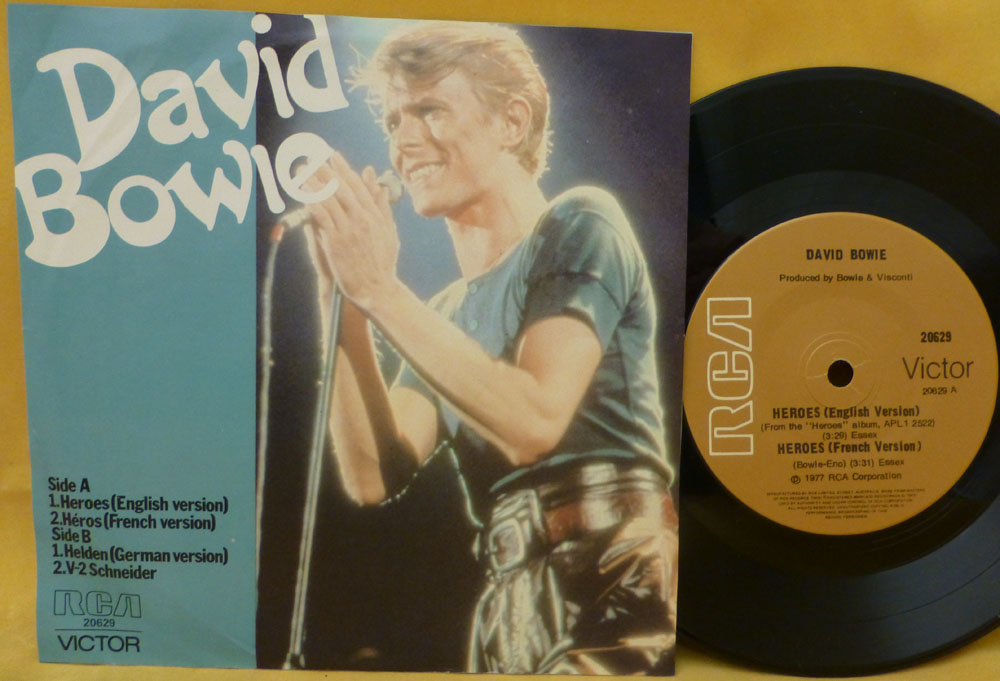 David
Bowie
Side A
1.Heroes (English version)
2.Héros (French version)
Side B
1.Helden (German version)
2.V-2 Schneider
RCA
20629
VICTOR
DAVID BOWIE
Produced by Bowie & Visconti
RCA
20629
Victor
20629 A
HEROES (English Version)
(From the "Heroes" album, APL1 2522)
(3:29) Essex
HEROES (French Version)
(Bowie-Eno) (3:31) Essex
℗ 1977 RCA Corporation